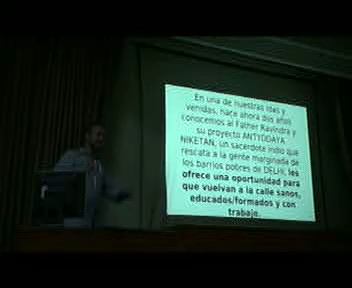 En una de nuestras idas y
venidas, hace ahora dos años
conocemos al Father Ravindra y
su proyecto ANTYODAYA
NIKETAN, un sacerdote indio que
rescata a la gente marginada de
los barrios pobres de DELHI, les
ofrece una oportunidad para
que vuelvan a la calle sanos,
educados/formados y con
trabajo.